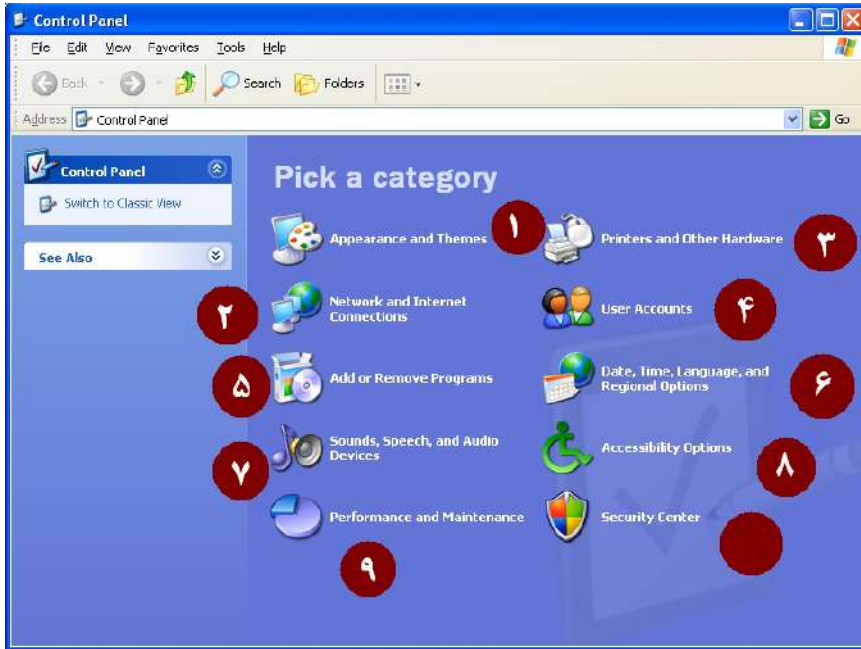 Control Panel
File Edit View Favorites Tools Help
Back Search Folders
Address Control Panel Go
Control Panel
Switch to Classic View
See Also
Pick a category
Appearance and Themes ۱
Printers and Other Hardware ۳
۲ Network and Internet
Connections
User Accounts ۴
۵ Add or Remove Programs
Date, Time, Language, and
Regional Options ۶
۷ Sounds, Speech, and Audio
Devices
Accessibility Options ۸
Performance and Maintenance
۹
Security Center